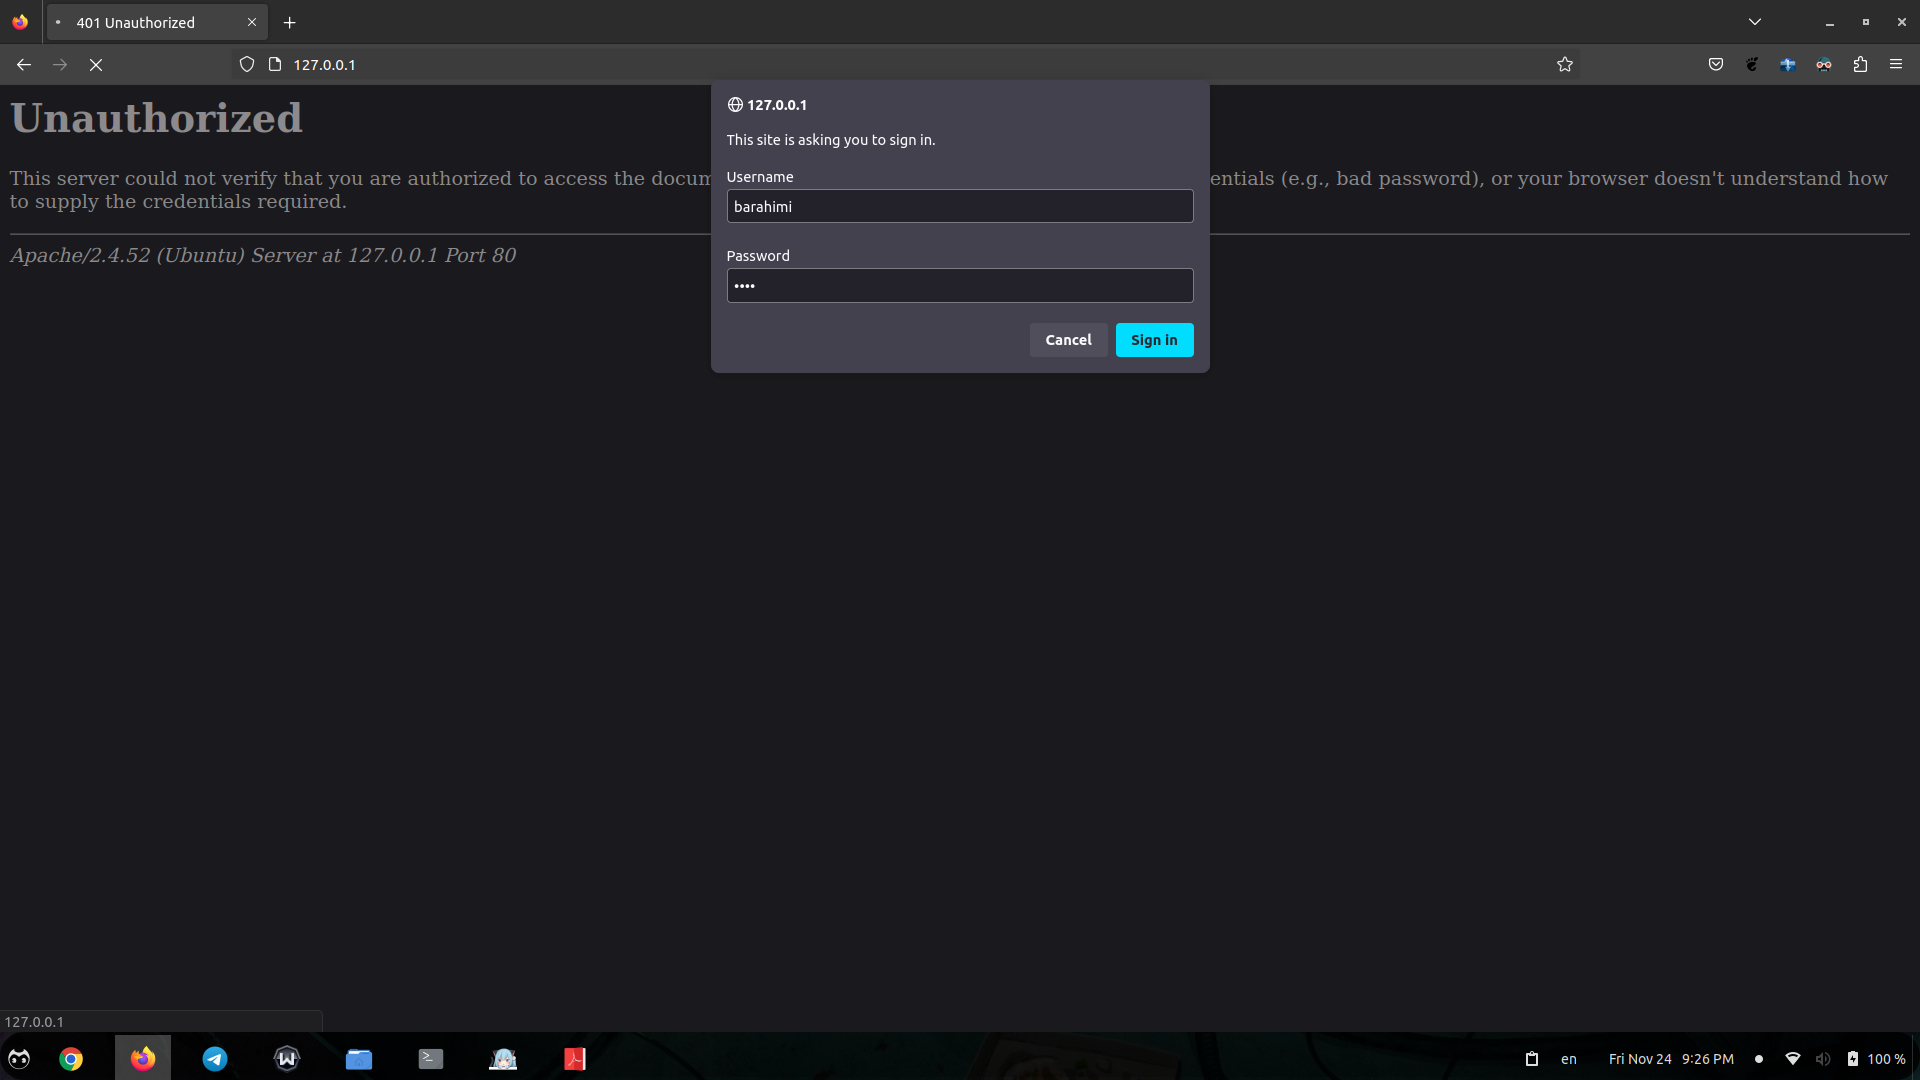 401 Unauthorized
127.0.0.1
Unauthorized
This server could not verify that you are authorized to access the docum
entials (e.g., bad password), or your browser doesn't understand how
to supply the credentials required.
Apache/2.4.52 (Ubuntu) Server at 127.0.0.1 Port 80
127.0.0.1
This site is asking you to sign in.
Username
barahimi
Password
••••
Cancel Sign in
127.0.0.1
en Fri Nov 24 9:26 PM 100 %